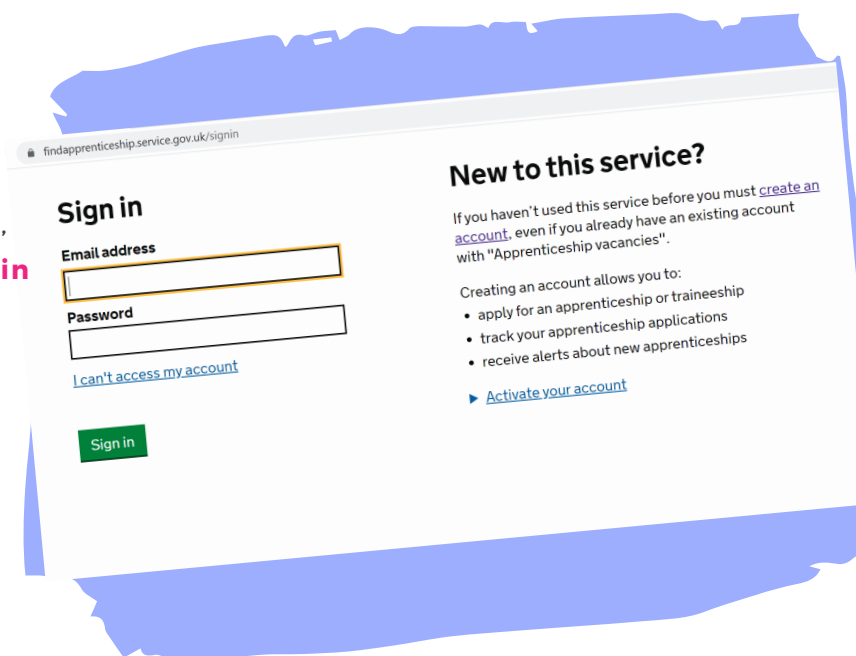 findapprenticeship.service.gov.uk/signin
,
in
Sign in
Email address
Password
I can't access my account
Sign in
New to this service?
If you haven't used this service before you must create an
account, even if you already have an existing account
with "Apprenticeship vacancies".
Creating an account allows you to:
• apply for an apprenticeship or traineeship
• track your apprenticeship applications
• receive alerts about new apprenticeships
▶ Activate your account